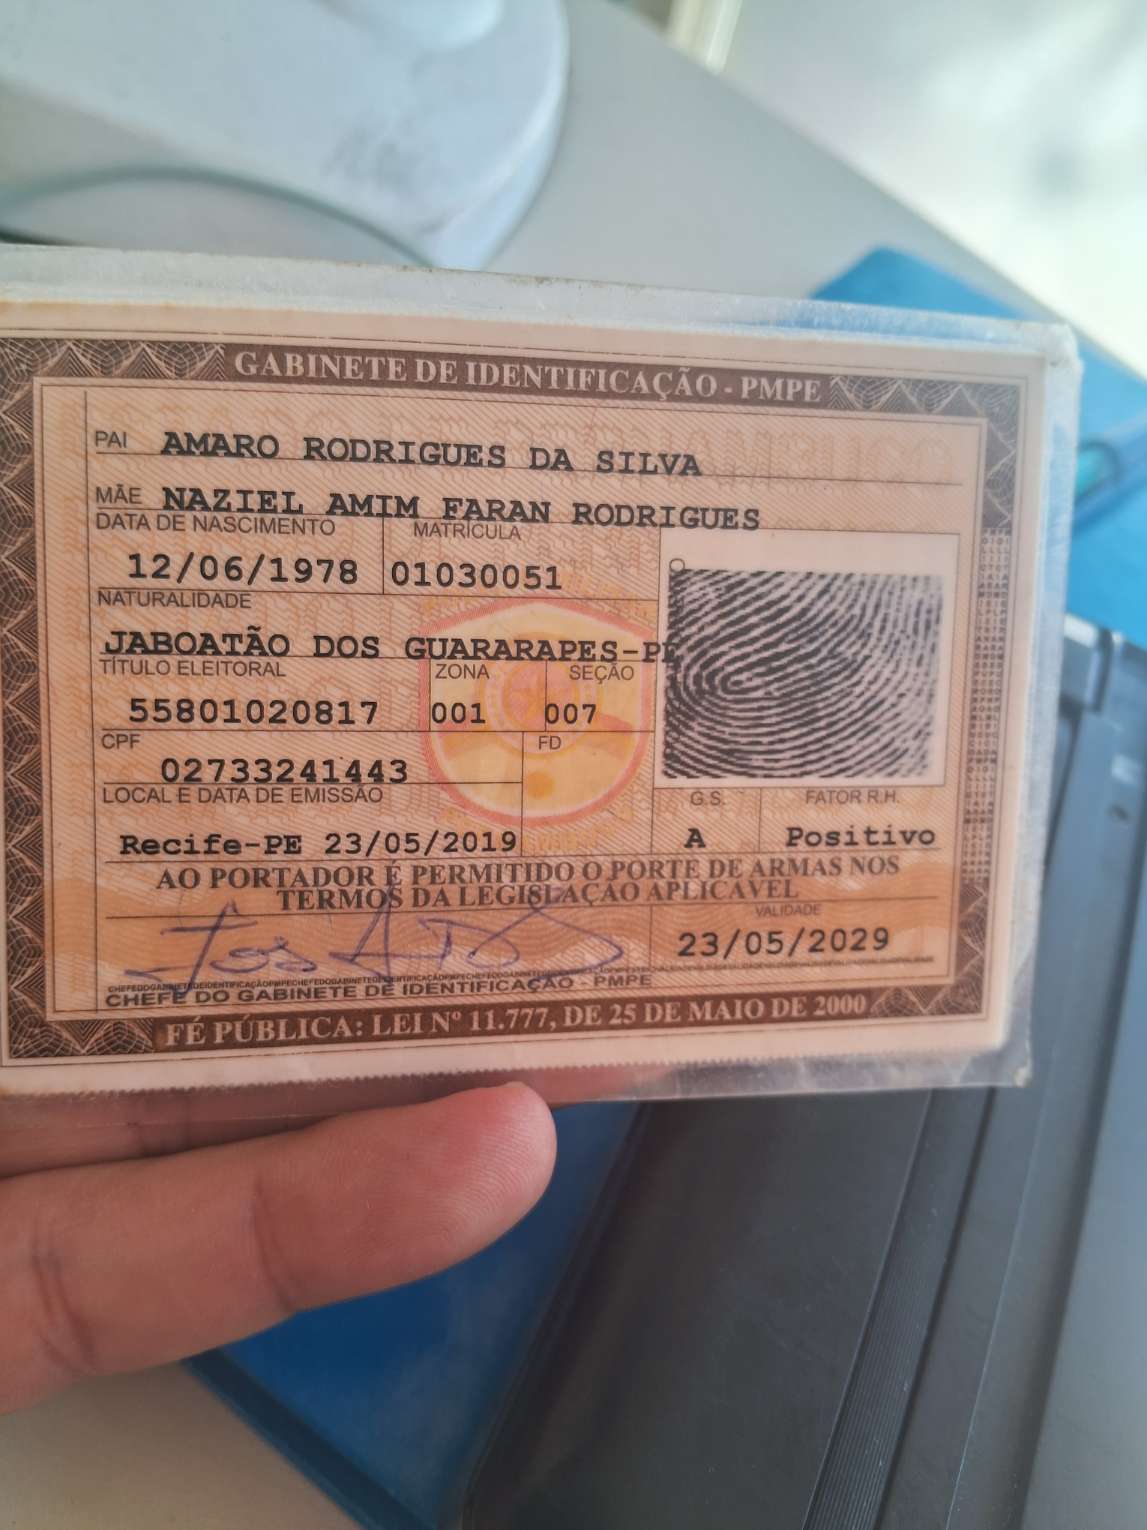 GABINETE DE IDENTIFICAÇÃO - PMPE
PAI AMARO RODRIGUES DA SILVA
MÃE NAZIEL AMIM FARAN RODRIGUES
DATA DE NASCIMENTO MATRÍCULA
12/06/1978 01030051
NATURALIDADE
JABOATÃO DOS GUARARAPES-PE
TÍTULO ELEITORAL ZONA SEÇÃO
55801020817 001 007
CPF FD
02733241443
LOCAL E DATA DE EMISSÃO G.S. FATOR R.H.
Recife-PE 23/05/2019 A Positivo
AO PORTADOR É PERMITIDO O PORTE DE ARMAS NOS
TERMOS DA LEGISLAÇÃO APLICAVEL
VALIDADE
23/05/2029
CHEFE DO GABINETE DE IDENTIFICAÇÃO - PMPE
FÉ PÚBLICA: LEI Nº 11.777, DE 25 DE MAIO DE 2000